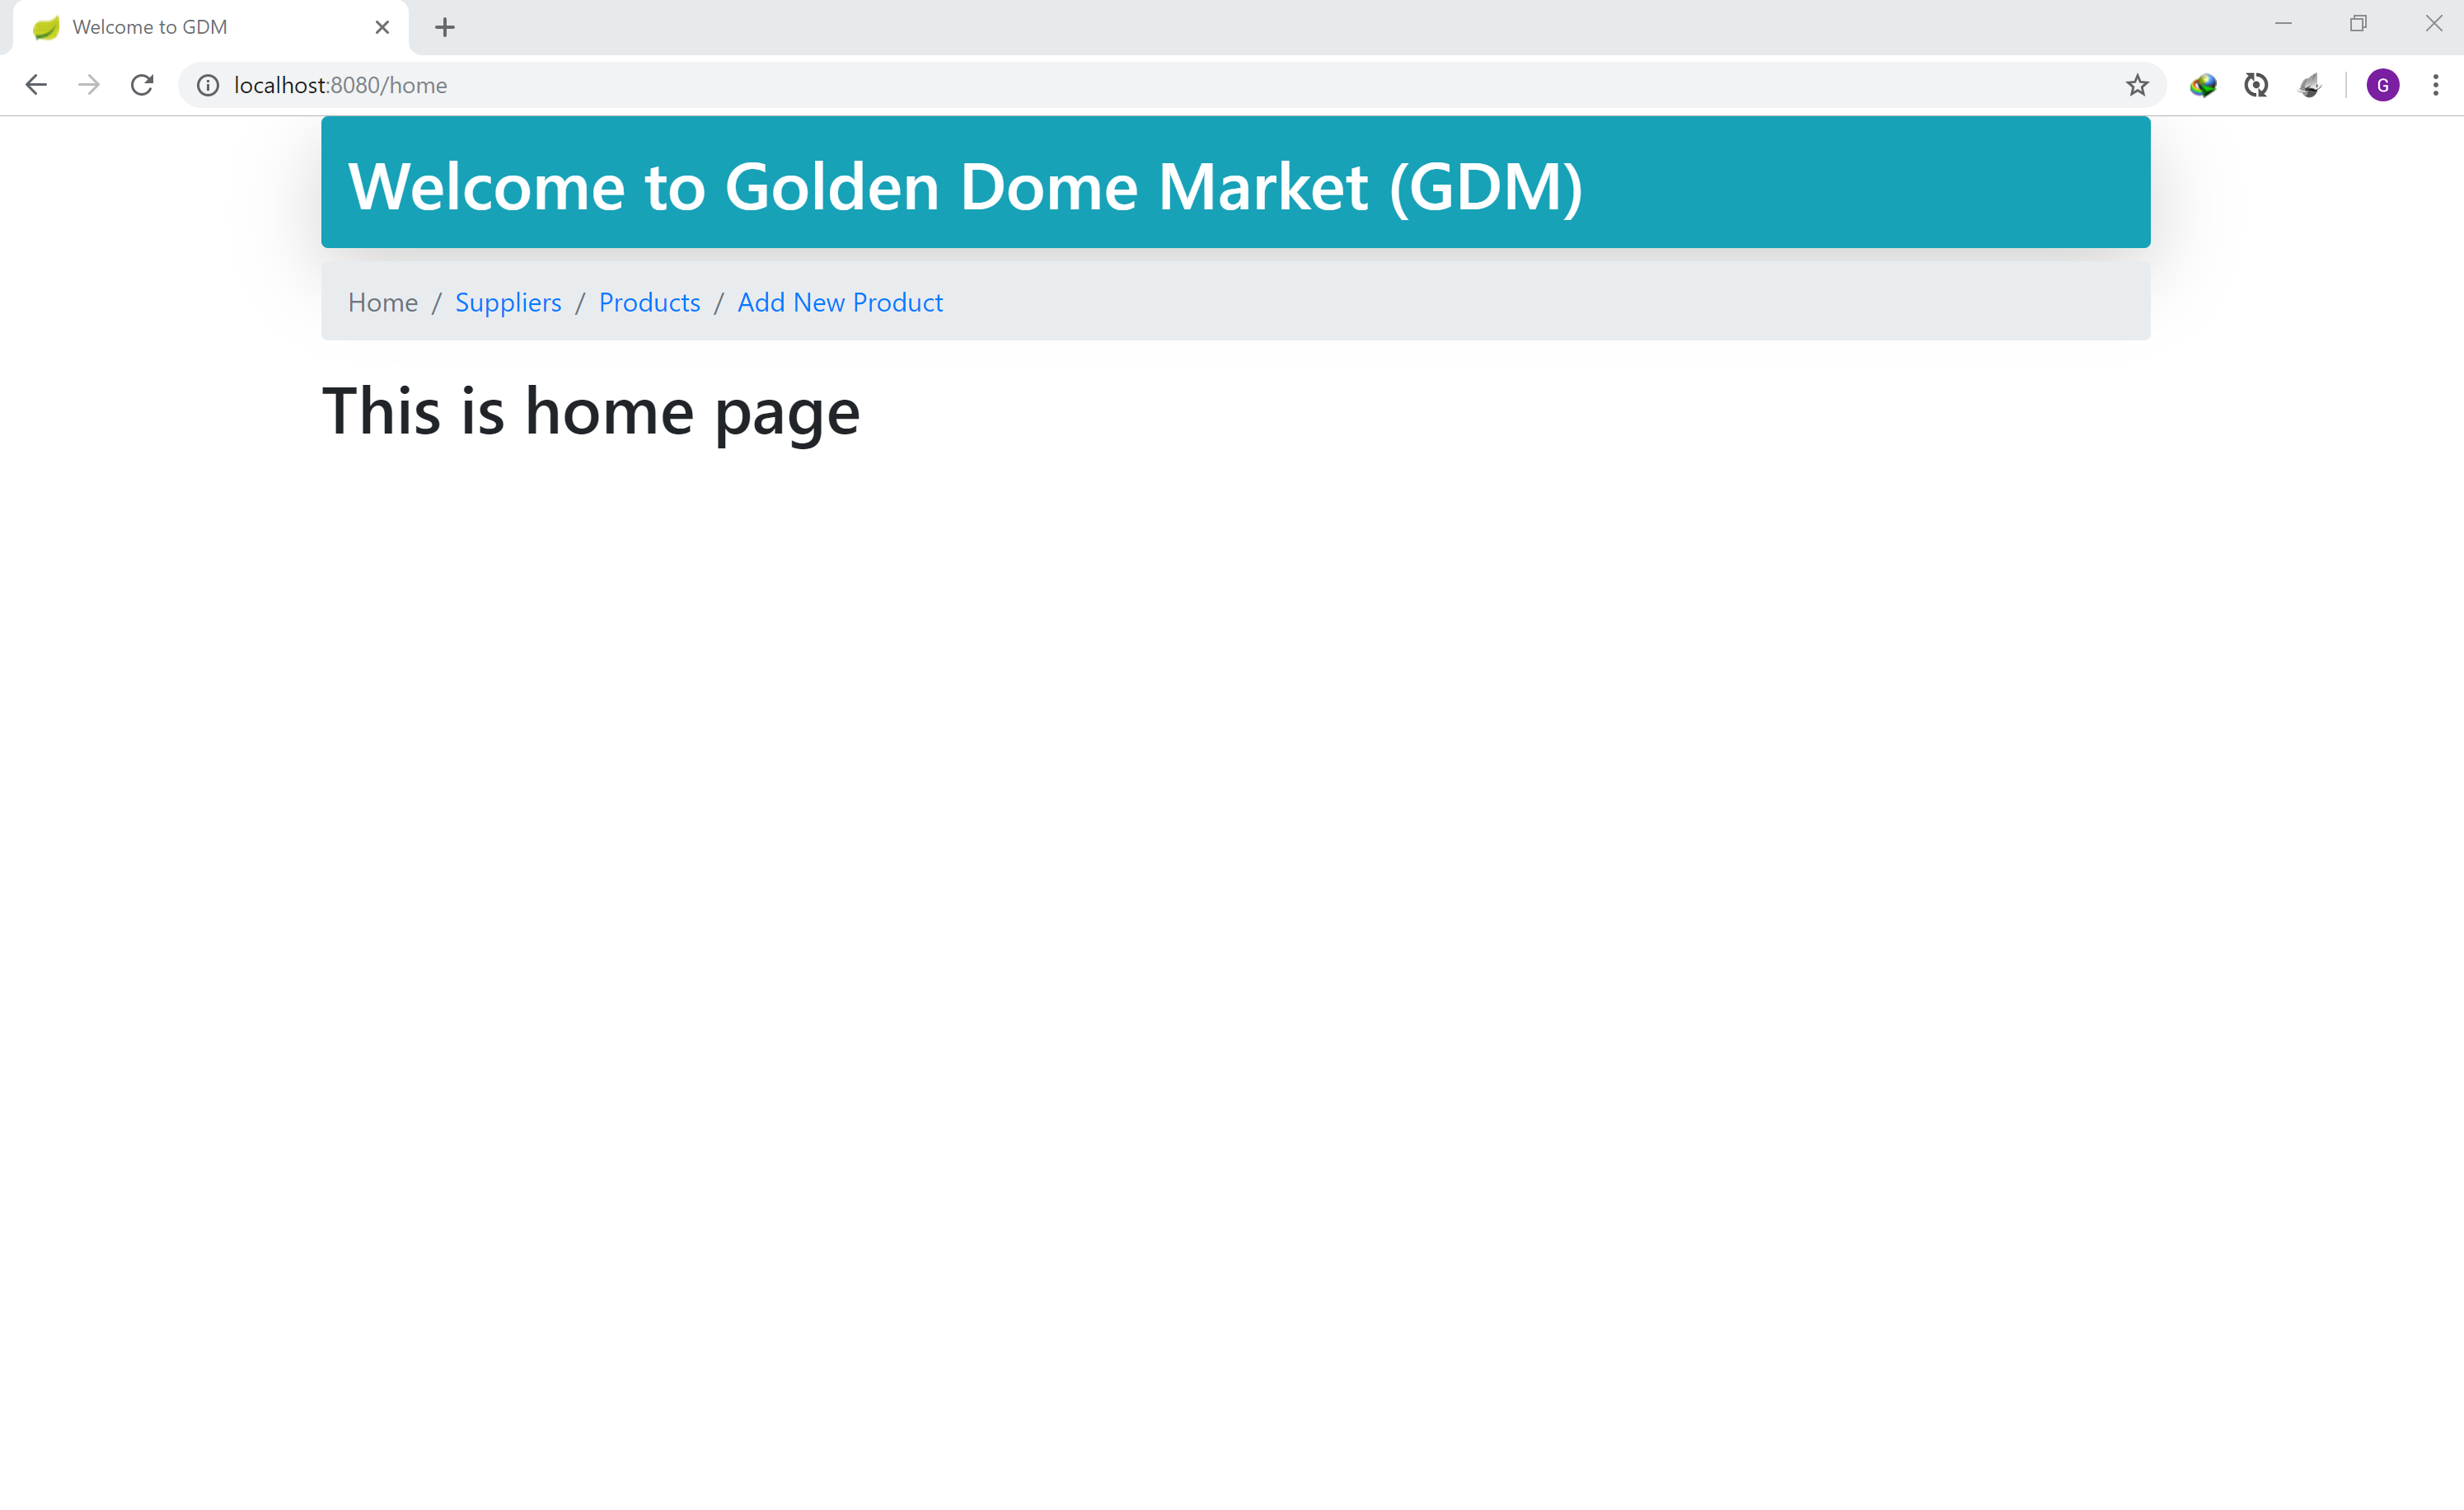 Welcome to GDM
localhost:8080/home
G
Welcome to Golden Dome Market (GDM)
Home / Suppliers / Products / Add New Product
This is home page